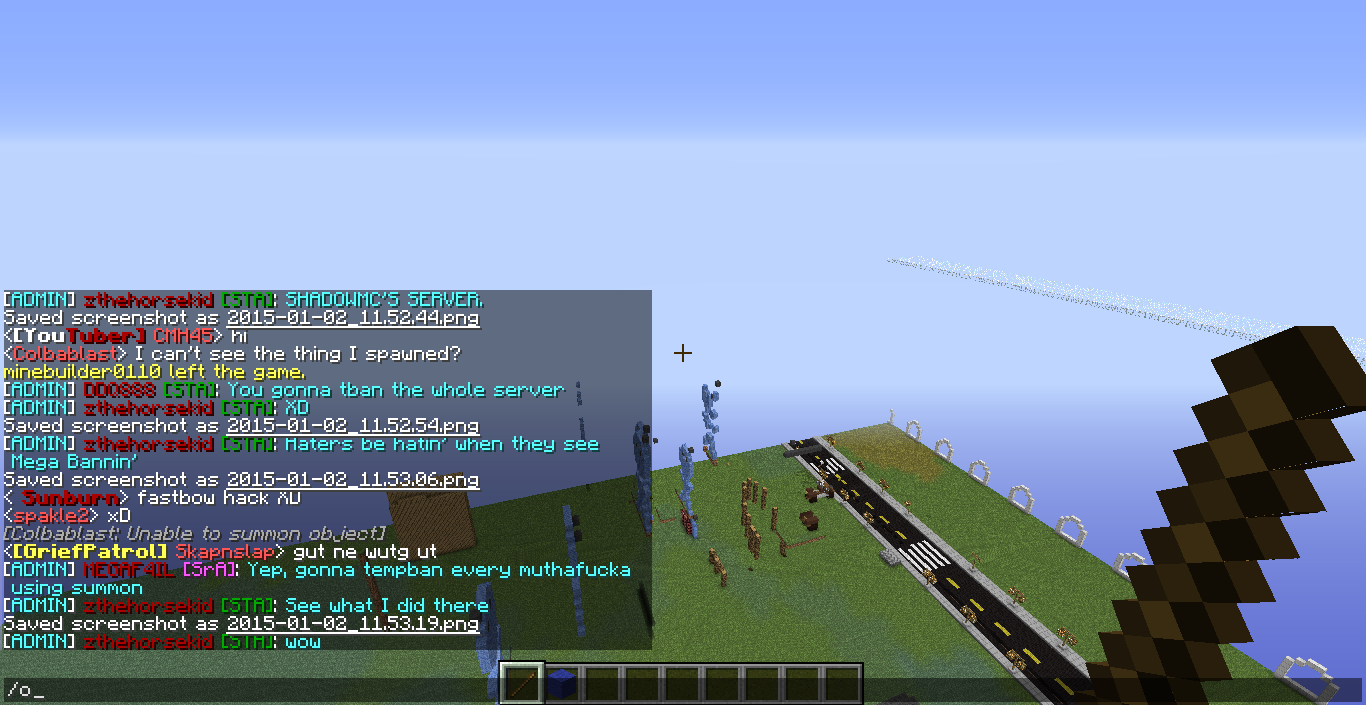 [ADMIN] zthehorsekid [STA]: SHADOWMC'S SERVER.
Saved screenshot as 2015-01-02_11.52.44.png
<[YouTuber] CMH45> hi
<Colbablast> I can't see the thing I spawned?
minebuilder0110 left the game.
[ADMIN] DDO888 [STA]: You gonna tban the whole server
[ADMIN] zthehorsekid [STA]: XD
Saved screenshot as 2015-01-02_11.52.54.png
[ADMIN] zthehorsekid [STA]: Haters be hatin' when they see
Mega Bannin'
Saved screenshot as 2015-01-02_11.53.06.png
< Sunburn> fastbow hack XD
<spakle2> xD
[Colbablast: Unable to summon object]
<[GriefPatrol] Skapnslap> gut ne wutg ut
[ADMIN] MEGAF4IL [SrA]: Yep, gonna tempban every muthafucka
using summon
[ADMIN] zthehorsekid [STA]: See what I did there
Saved screenshot as 2015-01-02_11.53.19.png
[ADMIN] zthehorsekid [STA]: wow
/o_